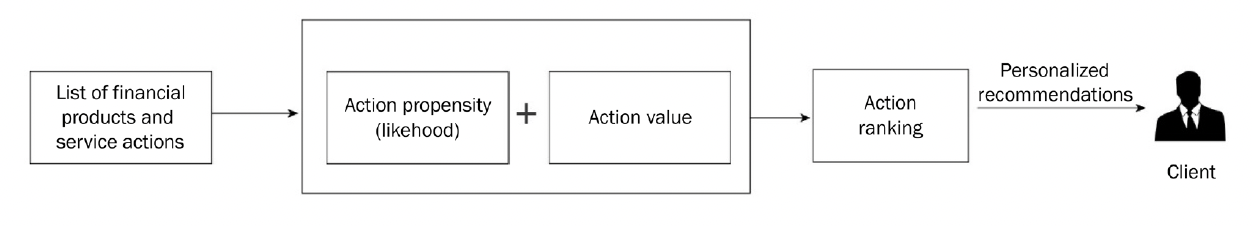 List of financial
products and
service actions
Action propensity
(likehood)
+
Action value
Action
ranking
Personalized
recommendations
Client